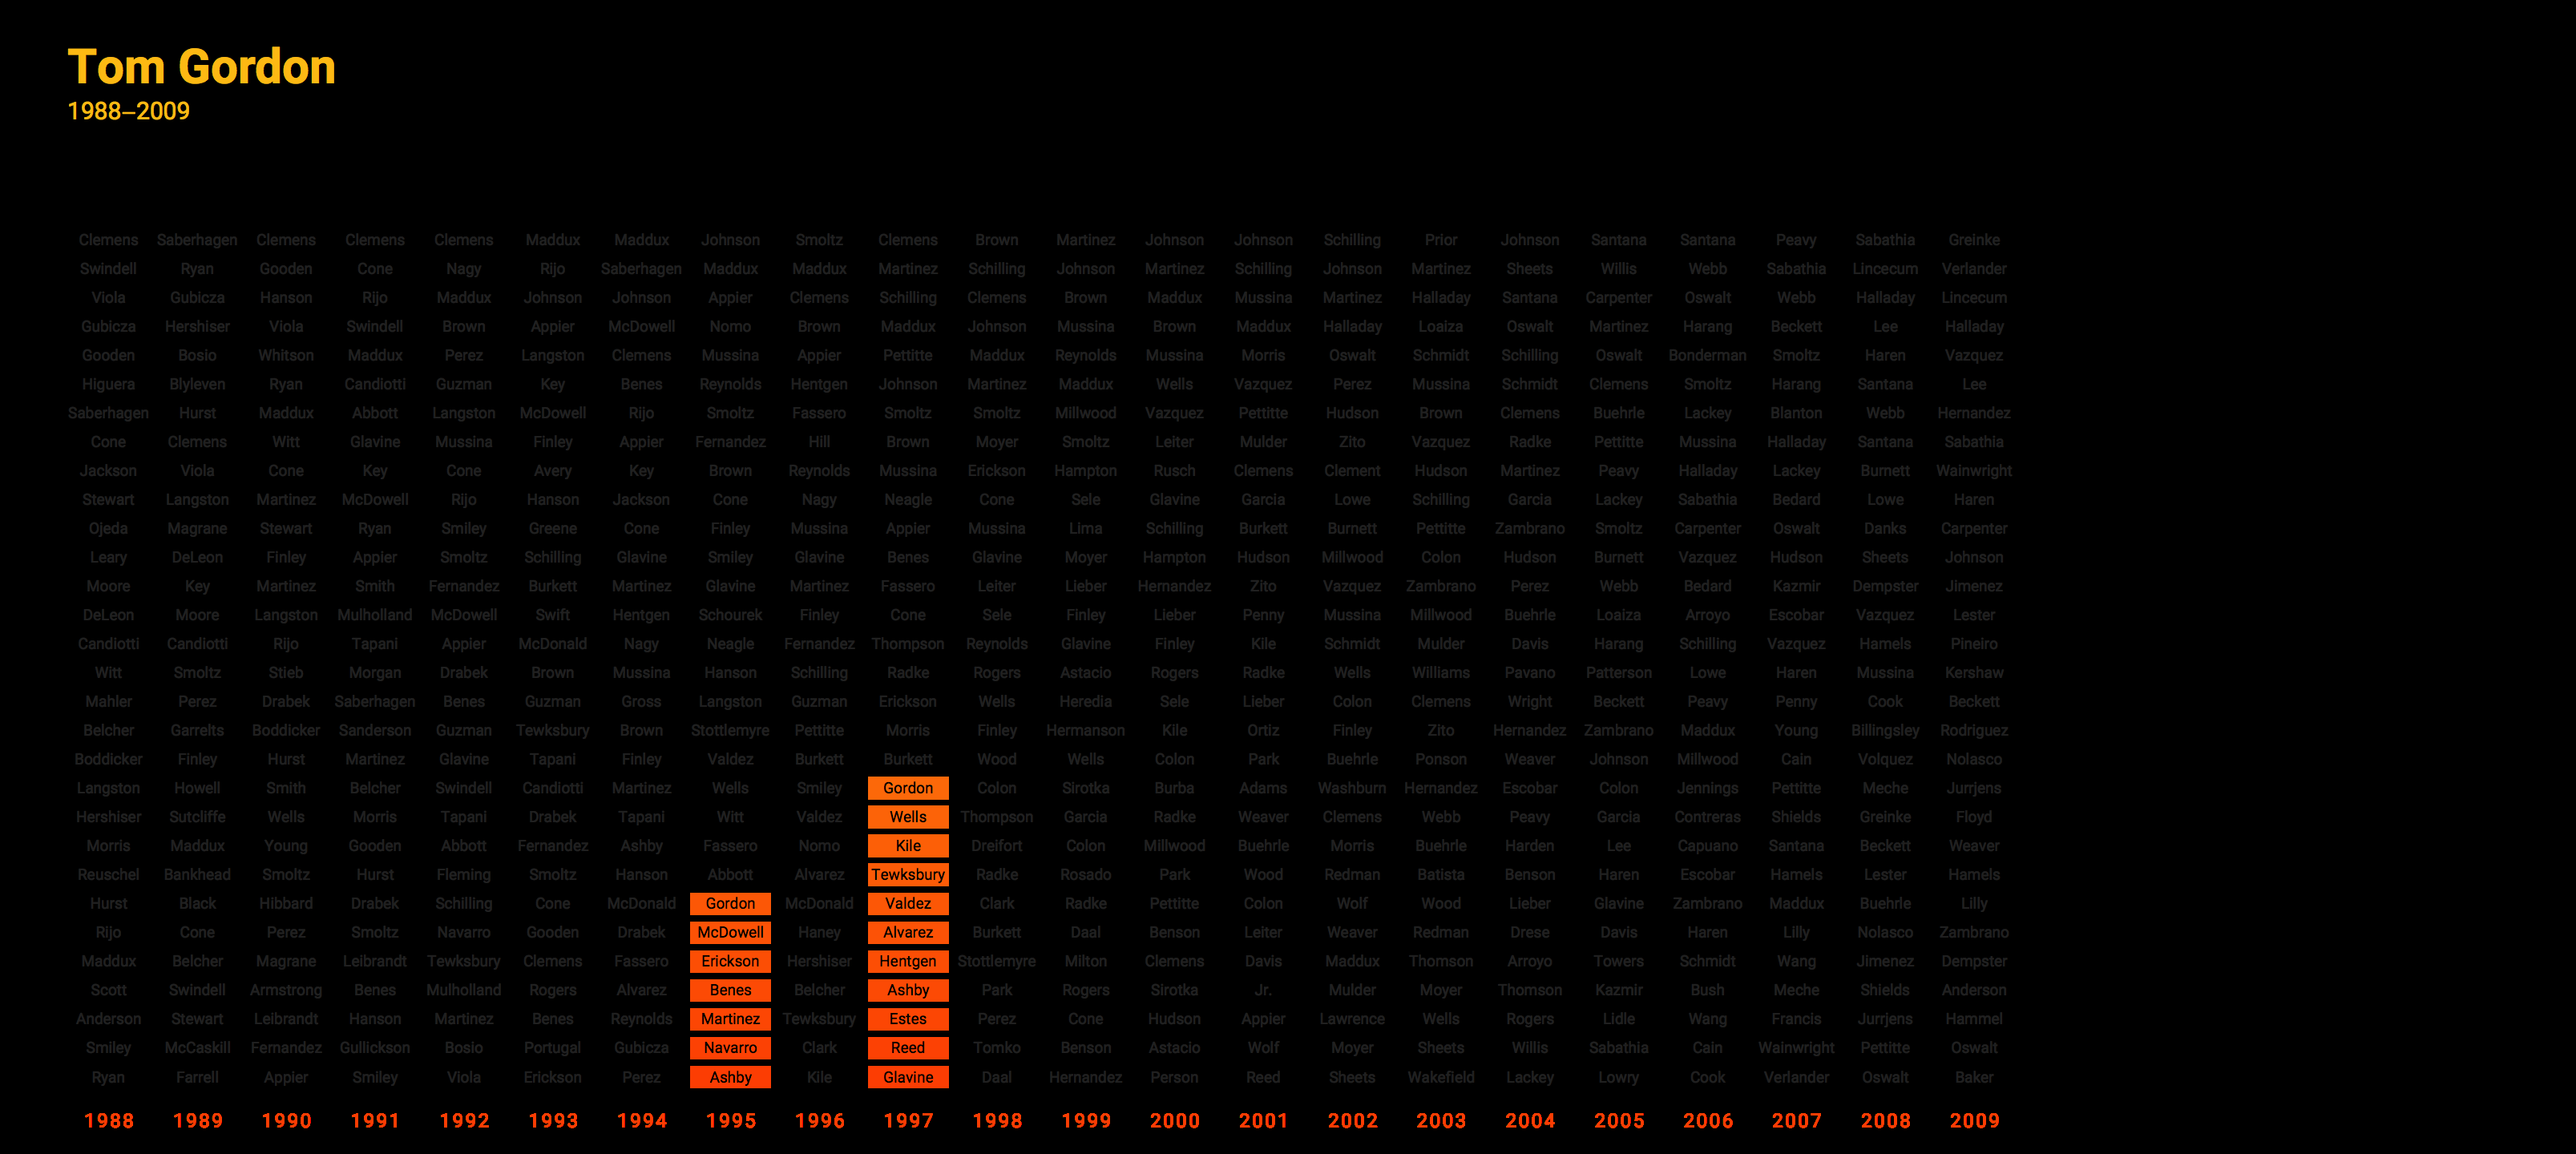 Tom Gordon
1988–2009
Clemens Saberhagen Clemens Clemens Clemens Maddux Maddux Johnson Smoltz Clemens Brown Martinez Johnson Johnson Schilling Prior Johnson Santana Santana Peavy Sabathia Greinke
Swindell Ryan Gooden Cone Nagy Rijo Saberhagen Maddux Maddux Martinez Schilling Johnson Martinez Schilling Johnson Martinez Sheets Willis Webb Sabathia Lincecum Verlander
Viola Gubicza Hanson Rijo Maddux Johnson Johnson Appier Clemens Schilling Clemens Brown Maddux Mussina Martinez Halladay Santana Carpenter Oswalt Webb Halladay Lincecum
Gubicza Hershiser Viola Swindell Brown Appier McDowell Nomo Brown Maddux Johnson Mussina Brown Maddux Halladay Loaiza Oswalt Martinez Harang Beckett Lee Halladay
Gooden Bosio Whitson Maddux Perez Langston Clemens Mussina Appier Pettitte Maddux Reynolds Mussina Morris Oswalt Schmidt Schilling Oswalt Bonderman Smoltz Haren Vazquez
Higuera Blyleven Ryan Candiotti Guzman Key Benes Reynolds Hentgen Johnson Martinez Maddux Wells Vazquez Perez Mussina Schmidt Clemens Smoltz Harang Santana Lee
Saberhagen Hurst Maddux Abbott Langston McDowell Rijo Smoltz Fassero Smoltz Smoltz Millwood Vazquez Pettitte Hudson Brown Clemens Buehrle Lackey Blanton Webb Hernandez
Cone Clemens Witt Glavine Mussina Finley Appier Fernandez Hill Brown Moyer Smoltz Leiter Mulder Zito Vazquez Radke Pettitte Mussina Halladay Santana Sabathia
Jackson Viola Cone Key Cone Avery Key Brown Reynolds Mussina Erickson Hampton Rusch Clemens Clement Hudson Martinez Peavy Halladay Lackey Burnett Wainwright
Stewart Langston Martinez McDowell Rijo Hanson Jackson Cone Nagy Neagle Cone Sele Glavine Garcia Lowe Schilling Garcia Lackey Sabathia Bedard Lowe Haren
Ojeda Magrane Stewart Ryan Smiley Greene Cone Finley Mussina Appier Mussina Lima Schilling Burkett Burnett Pettitte Zambrano Smoltz Carpenter Oswalt Danks Carpenter
Leary DeLeon Finley Appier Smoltz Schilling Glavine Smiley Glavine Benes Glavine Moyer Hampton Hudson Millwood Colon Hudson Burnett Vazquez Hudson Sheets Johnson
Moore Key Martinez Smith Fernandez Burkett Martinez Glavine Martinez Fassero Leiter Lieber Hernandez Zito Vazquez Zambrano Perez Webb Bedard Kazmir Dempster Jimenez
DeLeon Moore Langston Mulholland McDowell Swift Hentgen Schourek Finley Cone Sele Finley Lieber Penny Mussina Millwood Buehrle Loaiza Arroyo Escobar Vazquez Lester
Candiotti Candiotti Rijo Tapani Appier McDonald Nagy Neagle Fernandez Thompson Reynolds Glavine Finley Kile Schmidt Mulder Davis Harang Schilling Vazquez Hamels Pineiro
Witt Smoltz Stieb Morgan Drabek Brown Mussina Hanson Schilling Radke Rogers Astacio Rogers Radke Wells Williams Pavano Patterson Lowe Haren Mussina Kershaw
Mahler Perez Drabek Saberhagen Benes Guzman Gross Langston Guzman Erickson Wells Heredia Sele Lieber Colon Clemens Wright Beckett Peavy Penny Cook Beckett
Belcher Garrelts Boddicker Sanderson Guzman Tewksbury Brown Stottlemyre Pettitte Morris Finley Hermanson Kile Ortiz Finley Zito Hernandez Zambrano Maddux Young Billingsley Rodriguez
Boddicker Finley Hurst Martinez Glavine Tapani Finley Valdez Burkett Burkett Wood Wells Colon Park Buehrle Ponson Weaver Johnson Millwood Cain Volquez Nolasco
Langston Howell Smith Belcher Swindell Candiotti Martinez Wells Smiley Gordon Colon Sirotka Burba Adams Washburn Hernandez Escobar Colon Jennings Pettitte Meche Jurrjens
Hershiser Sutcliffe Wells Morris Tapani Drabek Tapani Witt Valdez Wells Thompson Garcia Radke Weaver Clemens Webb Peavy Garcia Contreras Shields Greinke Floyd
Morris Maddux Young Gooden Abbott Fernandez Ashby Fassero Nomo Kile Dreifort Colon Millwood Buehrle Morris Buehrle Harden Lee Capuano Santana Beckett Weaver
Reuschel Bankhead Smoltz Hurst Fleming Smoltz Hanson Abbott Alvarez Tewksbury Radke Rosado Park Wood Redman Batista Benson Haren Escobar Hamels Lester Hamels
Hurst Black Hibbard Drabek Schilling Cone McDonald Gordon McDonald Valdez Clark Radke Pettitte Colon Wolf Wood Lieber Glavine Zambrano Maddux Buehrle Lilly
Rijo Cone Perez Smoltz Navarro Gooden Drabek McDowell Haney Alvarez Burkett Daal Benson Leiter Weaver Redman Drese Davis Haren Lilly Nolasco Zambrano
Maddux Belcher Magrane Leibrandt Tewksbury Clemens Fassero Erickson Hershiser Hentgen Stottlemyre Milton Clemens Davis Maddux Thomson Arroyo Towers Schmidt Wang Jimenez Dempster
Scott Swindell Armstrong Benes Mulholland Rogers Alvarez Benes Belcher Ashby Park Rogers Sirotka Jr. Mulder Moyer Thomson Kazmir Bush Meche Shields Anderson
Anderson Stewart Leibrandt Hanson Martinez Benes Reynolds Martinez Tewksbury Estes Perez Cone Hudson Appier Lawrence Wells Rogers Lidle Wang Francis Jurrjens Hammel
Smiley McCaskill Fernandez Gullickson Bosio Portugal Gubicza Navarro Clark Reed Tomko Benson Astacio Wolf Moyer Sheets Willis Sabathia Cain Wainwright Pettitte Oswalt
Ryan Farrell Appier Smiley Viola Erickson Perez Ashby Kile Glavine Daal Hernandez Person Reed Sheets Wakefield Lackey Lowry Cook Verlander Oswalt Baker
1988 1989 1990 1991 1992 1993 1994 1995 1996 1997 1998 1999 2000 2001 2002 2003 2004 2005 2006 2007 2008 2009